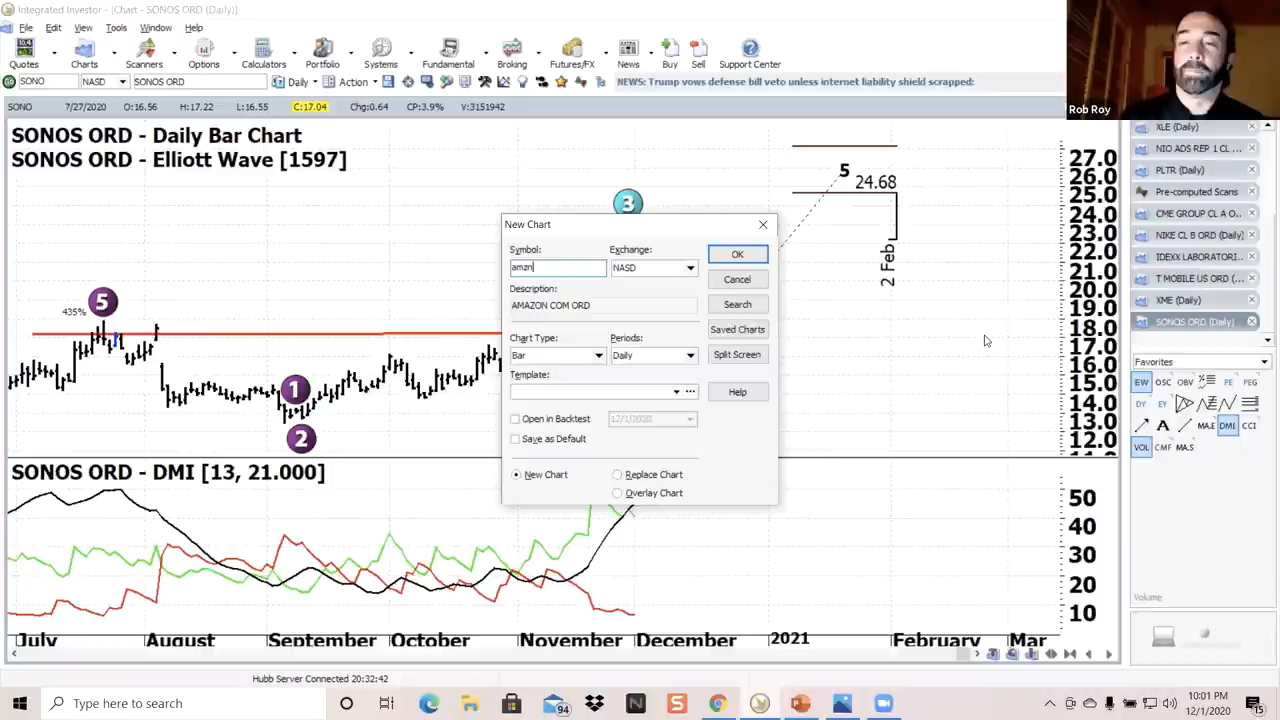 Integrated Investor - [Chart - SONOS ORD (Daily)]
File Edit View Tools Window Help
Quotes Charts Scanners Options Calculators Portfolio Systems Fundamental Broking Futures/FX News Buy Sell Support Center
SONO NASD SONOS ORD Daily Action NEWS: Trump vows defense bill veto unless internet liability shield scrapped:
SONO 7/27/2020 O:16.56 H:17.22 L:16.55 C:17.04 Chg:0.64 CP:3.9% V:3151942
Rob Roy
SONOS ORD - Daily Bar Chart
SONOS ORD - Elliott Wave [1597]
5
24.68
2 Feb
3
5
435%
1
2
27.0
26.0
25.0
24.0
23.0
22.0
21.0
20.0
19.0
18.0
17.0
16.0
15.0
14.0
13.0
12.0
New Chart
Symbol: Exchange:
amzn NASD OK
Description: Cancel
AMAZON COM ORD Search
Chart Type: Periods: Saved Charts
Bar Daily Split Screen
Template:
Help
Open in Backtest 12/1/2020
Save as Default
New Chart Replace Chart
Overlay Chart
XLE (Daily)
NIO ADS REP 1 CL ...
PLTR (Daily)
Pre-computed Scans
CME GROUP CL A O...
NIKE CL B ORD (Daily)
IDEXX LABORATORI...
T MOBILE US ORD (...
XME (Daily)
SONOS ORD (Daily)
Favorites
EW OSC OBV PE PEG
DY EY
A MA.E DMI CCI
VOL CMF MA.S
Volume:
SONOS ORD - DMI [13, 21.000]
50
40
30
20
10
July August September October November December 2021 February Mar
Hubb Server Connected 20:32:42
Type here to search
94
10:01 PM
12/1/2020
15